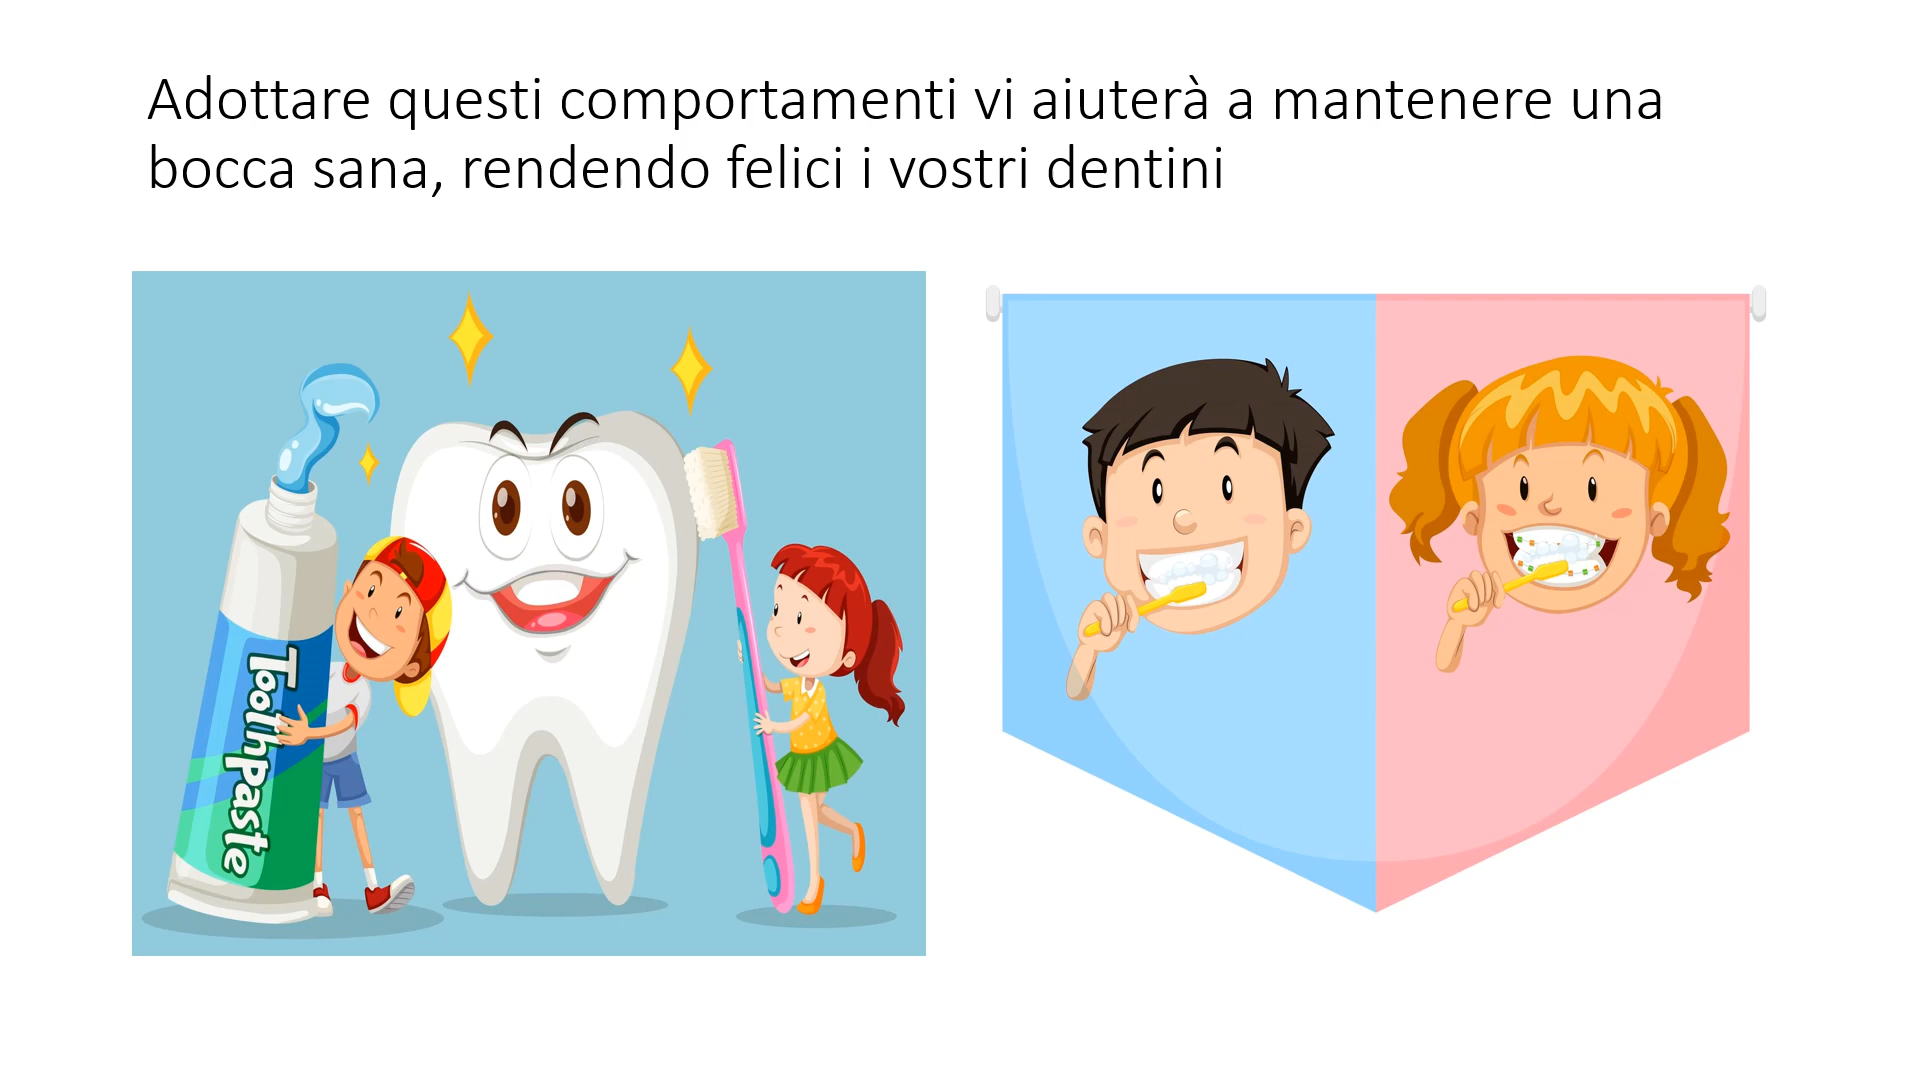 Adottare questi comportamenti vi aiuterà a mantenere una
bocca sana, rendendo felici i vostri dentini
Toothpaste